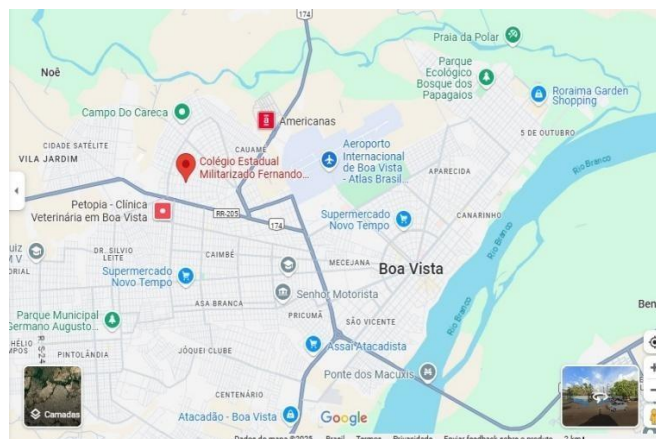 174
Praia da Polar
Parque
Ecológico
Bosque dos
Papagaios
Noê
Roraima Garden
Shopping
Campo Do Careca
Americanas
5 DE OUTUBRO
CIDADE SATÉLITE
CAUAMÉ
Aeroporto
Internacional
de Boa Vista
- Atlas Brasil...
VILA JARDIM
Colégio Estadual
Militarizado Fernando...
APARECIDA
Rio Branco
Petopia - Clínica
Veterinária em Boa Vista
RR-205
174
Supermercado
Novo Tempo
CANARINHO
Rio Branco
DR. SILVIO
LEITE
CAIMBÉ
MECEJANA
Boa Vista
Rio Branco
Supermercado
Novo Tempo
ASA BRANCA
Senhor Motorista
PRICUMÃ
Parque Municipal
Germano Augusto...
SÃO VICENTE
PINTOLÂNDIA
JÓQUEI CLUBE
Assaí Atacadista
Ponte dos Macuxis
CENTENÁRIO
Camadas
Atacadão - Boa Vista
Google